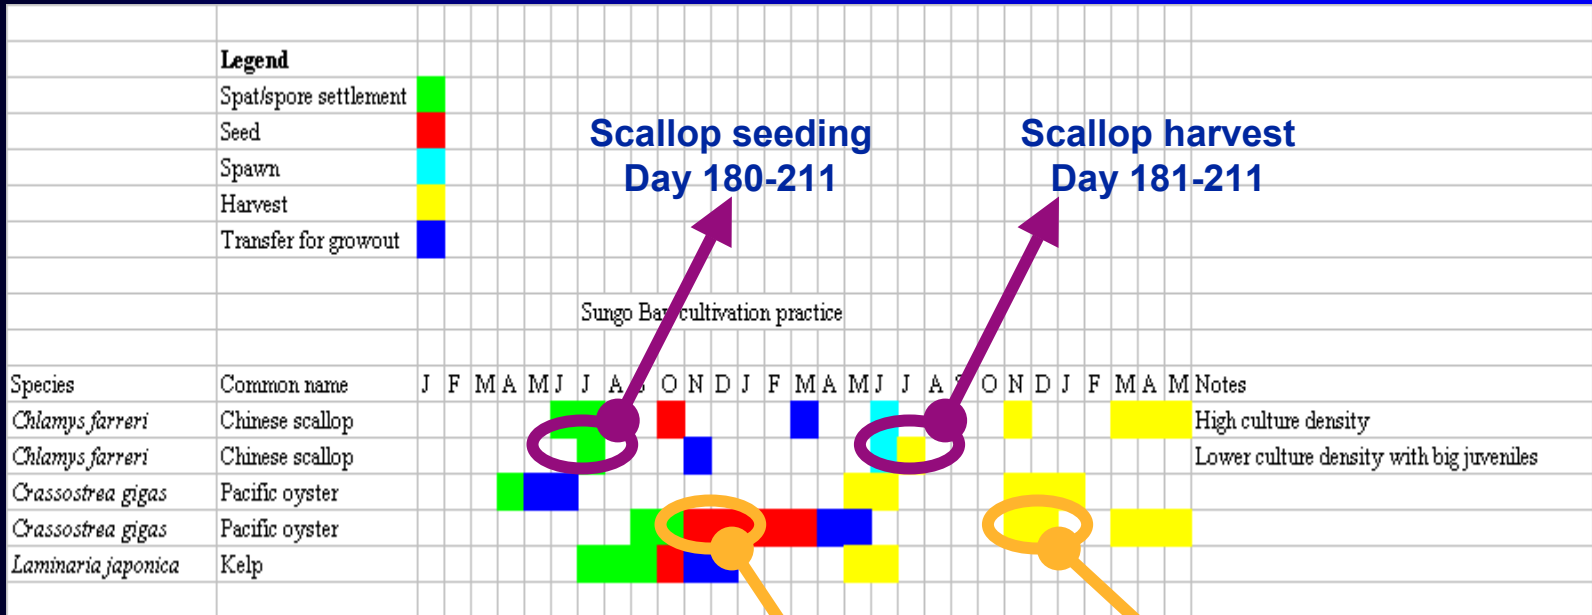 Legend
Spat/spore settlement
Seed
Spawn
Harvest
Transfer for growout
Scallop seeding
Day 180-211
Scallop harvest
Day 181-211
Sungo Bay cultivation practice
Species Common name J F M A M J J A S O N D J F M A M J J A S O N D J F M A M Notes
Chlamys farreri Chinese scallop High culture density
Chlamys farreri Chinese scallop Lower culture density with big juveniles
Crassostrea gigas Pacific oyster
Crassostrea gigas Pacific oyster
Laminaria japonica Kelp